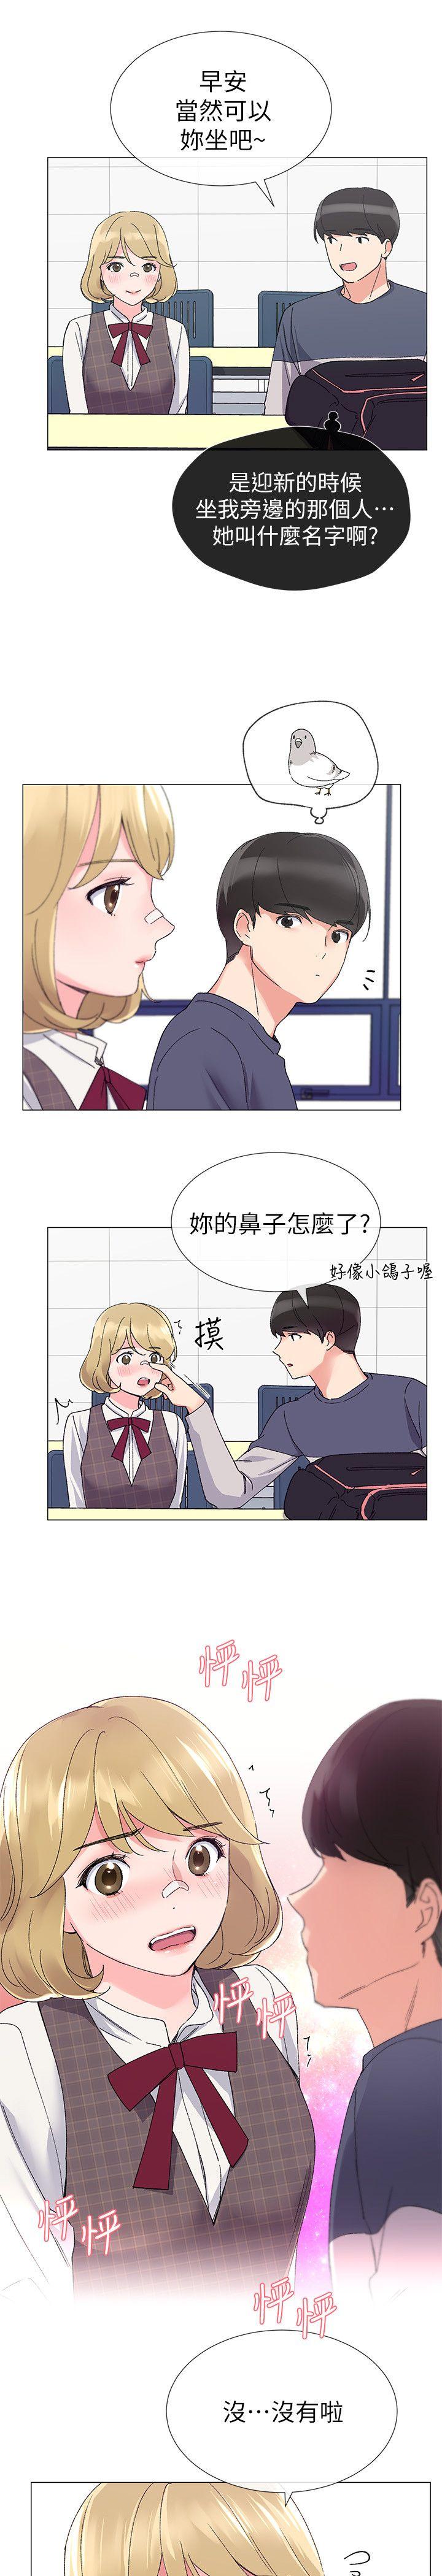 早安
當然可以
妳坐吧~
是迎新的時候
坐我旁邊的那個人…
她叫什麼名字啊?
妳的鼻子怎麼了?
好像小鴿子喔
摸
怦怦
怦怦
怦怦
怦怦
沒…沒有啦